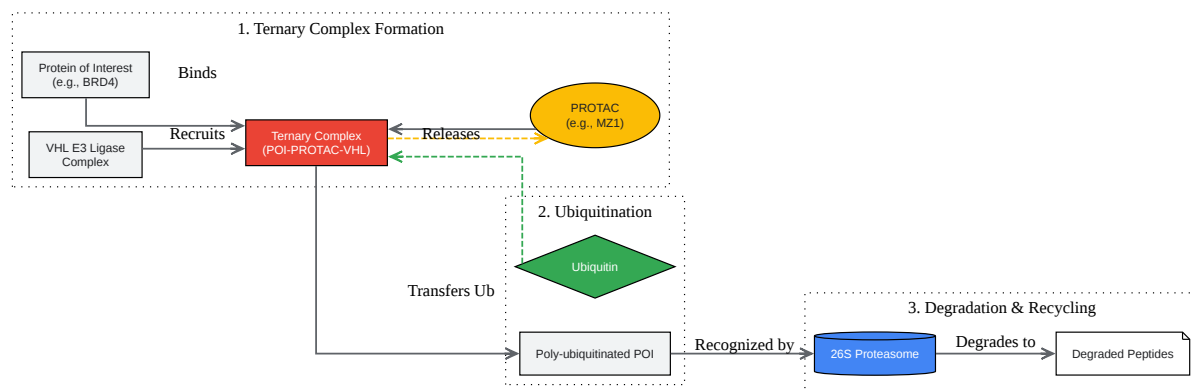 1. Ternary Complex Formation
Protein of Interest
(e.g., BRD4)
Binds
PROTAC
(e.g., MZ1)
Recruits
Ternary Complex
(POI-PROTAC-VHL)
Releases
VHL E3 Ligase
Complex
2. Ubiquitination
Ubiquitin
Transfers Ub
Poly-ubiquitinated POI
3. Degradation & Recycling
Recognized by
26S Proteasome
Degrades to
Degraded Peptides